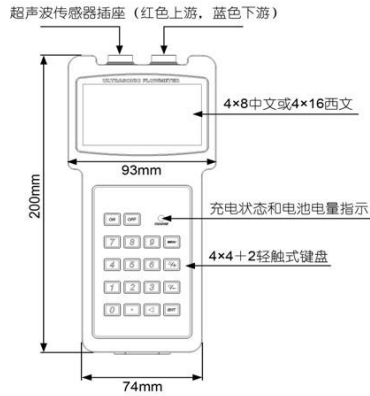 超声波传感器插座（红色上游，蓝色下游）
ULTRASONIC FLOWMETER
4×8中文或4×16西文
93mm
200mm
充电状态和电池电量指示
ON OFF
7 8 9 MENU
4×4＋2轻触式键盘
4 5 6 ∧/+
1 2 3 ∨/-
0 . ◁ ENT
74mm